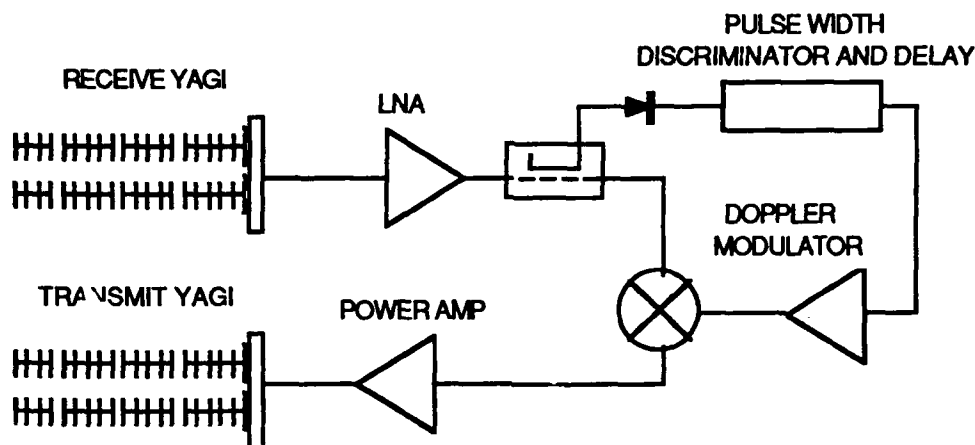 PULSE WIDTH
DISCRIMINATOR AND DELAY
RECEIVE YAGI
LNA
DOPPLER
MODULATOR
TRANSMIT YAGI
POWER AMP